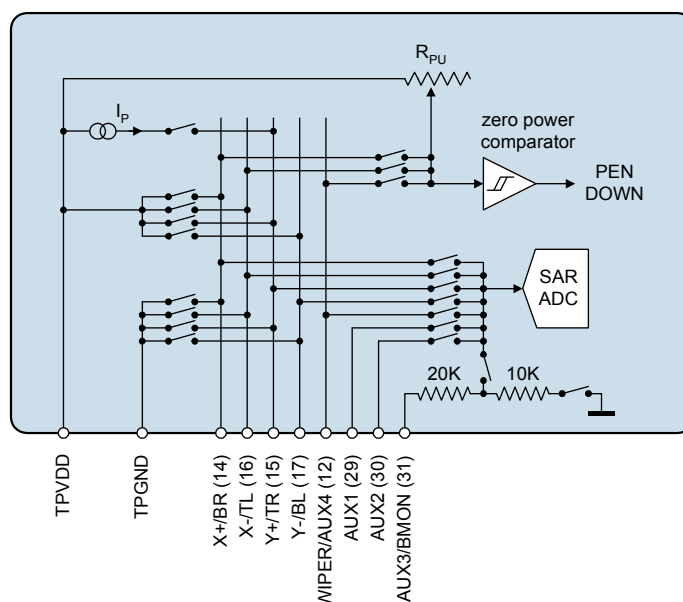 R_PU
I_P
zero power
comparator
PEN
DOWN
SAR
ADC
20K
10K
TPVDD
TPGND
X+/BR (14)
X-/TL (16)
Y+/TR (15)
Y-/BL (17)
WIPER/AUX4 (12)
AUX1 (29)
AUX2 (30)
AUX3/BMON (31)